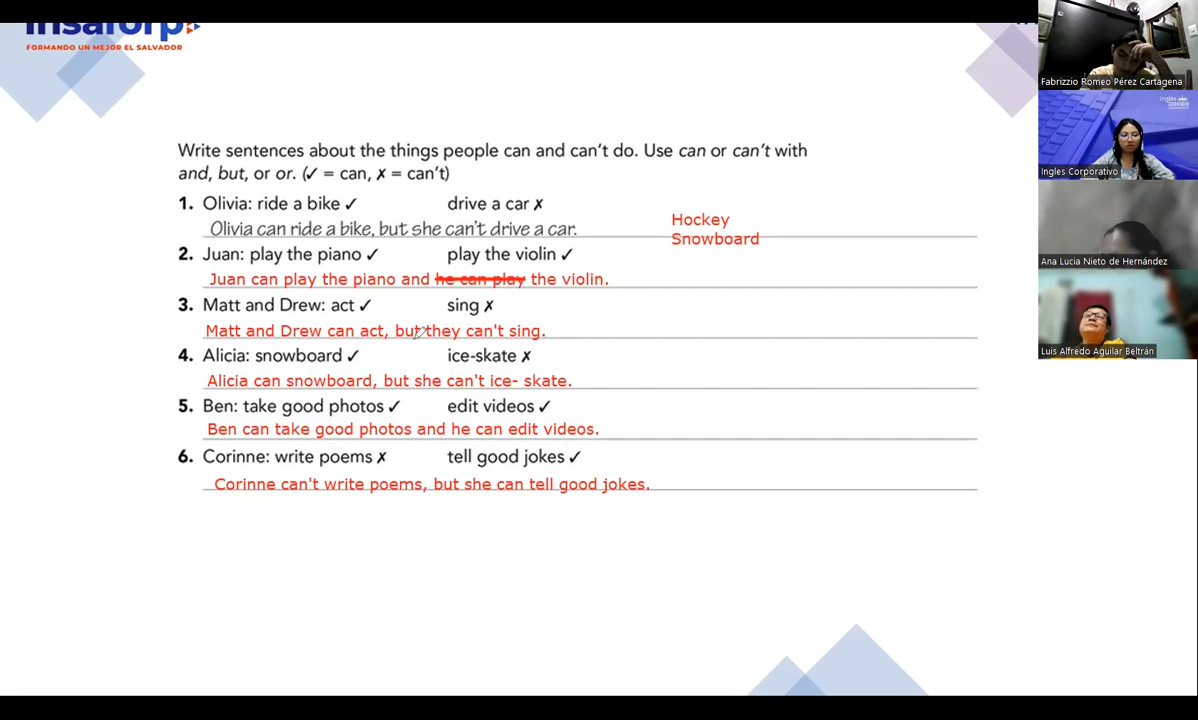 insaforp
FORMANDO UN MEJOR EL SALVADOR
Write sentences about the things people can and can't do. Use can or can't with
and, but, or or. (✓ = can, ✗ = can't)
1. Olivia: ride a bike ✓ drive a car ✗
Olivia can ride a bike, but she can't drive a car.
Hockey
Snowboard
2. Juan: play the piano ✓ play the violin ✓
Juan can play the piano and he can play the violin.
3. Matt and Drew: act ✓ sing ✗
Matt and Drew can act, but they can't sing.
4. Alicia: snowboard ✓ ice-skate ✗
Alicia can snowboard, but she can't ice- skate.
5. Ben: take good photos ✓ edit videos ✓
Ben can take good photos and he can edit videos.
6. Corinne: write poems ✗ tell good jokes ✓
Corinne can't write poems, but she can tell good jokes.
Fabrizzio Romeo Pérez Cartagena
Ingles Corporativo
Ana Lucia Nieto de Hernández
Luis Alfredo Aguilar Beltrán